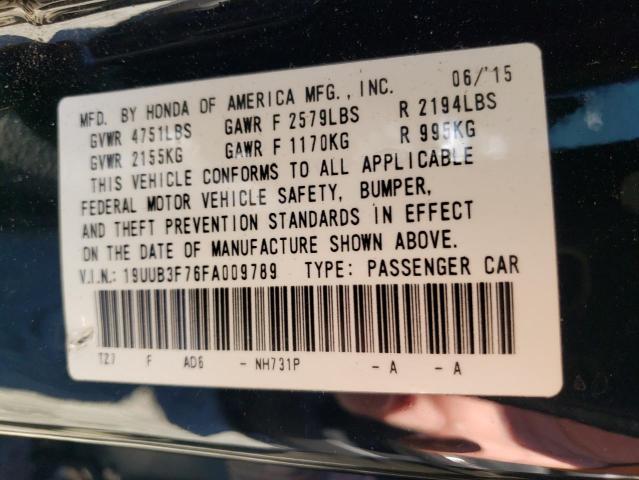 MFD. BY HONDA OF AMERICA MFG., INC. 06/'15
GVWR 4751LBS GAWR F 2579LBS R 2194LBS
GVWR 2155KG GAWR F 1170KG R 995KG
THIS VEHICLE CONFORMS TO ALL APPLICABLE
FEDERAL MOTOR VEHICLE SAFETY, BUMPER,
AND THEFT PREVENTION STANDARDS IN EFFECT
ON THE DATE OF MANUFACTURE SHOWN ABOVE.
V.I.N.: 19UUB3F76FA009789 TYPE: PASSENGER CAR
TZ7 F AD6 - NH731P - A - A